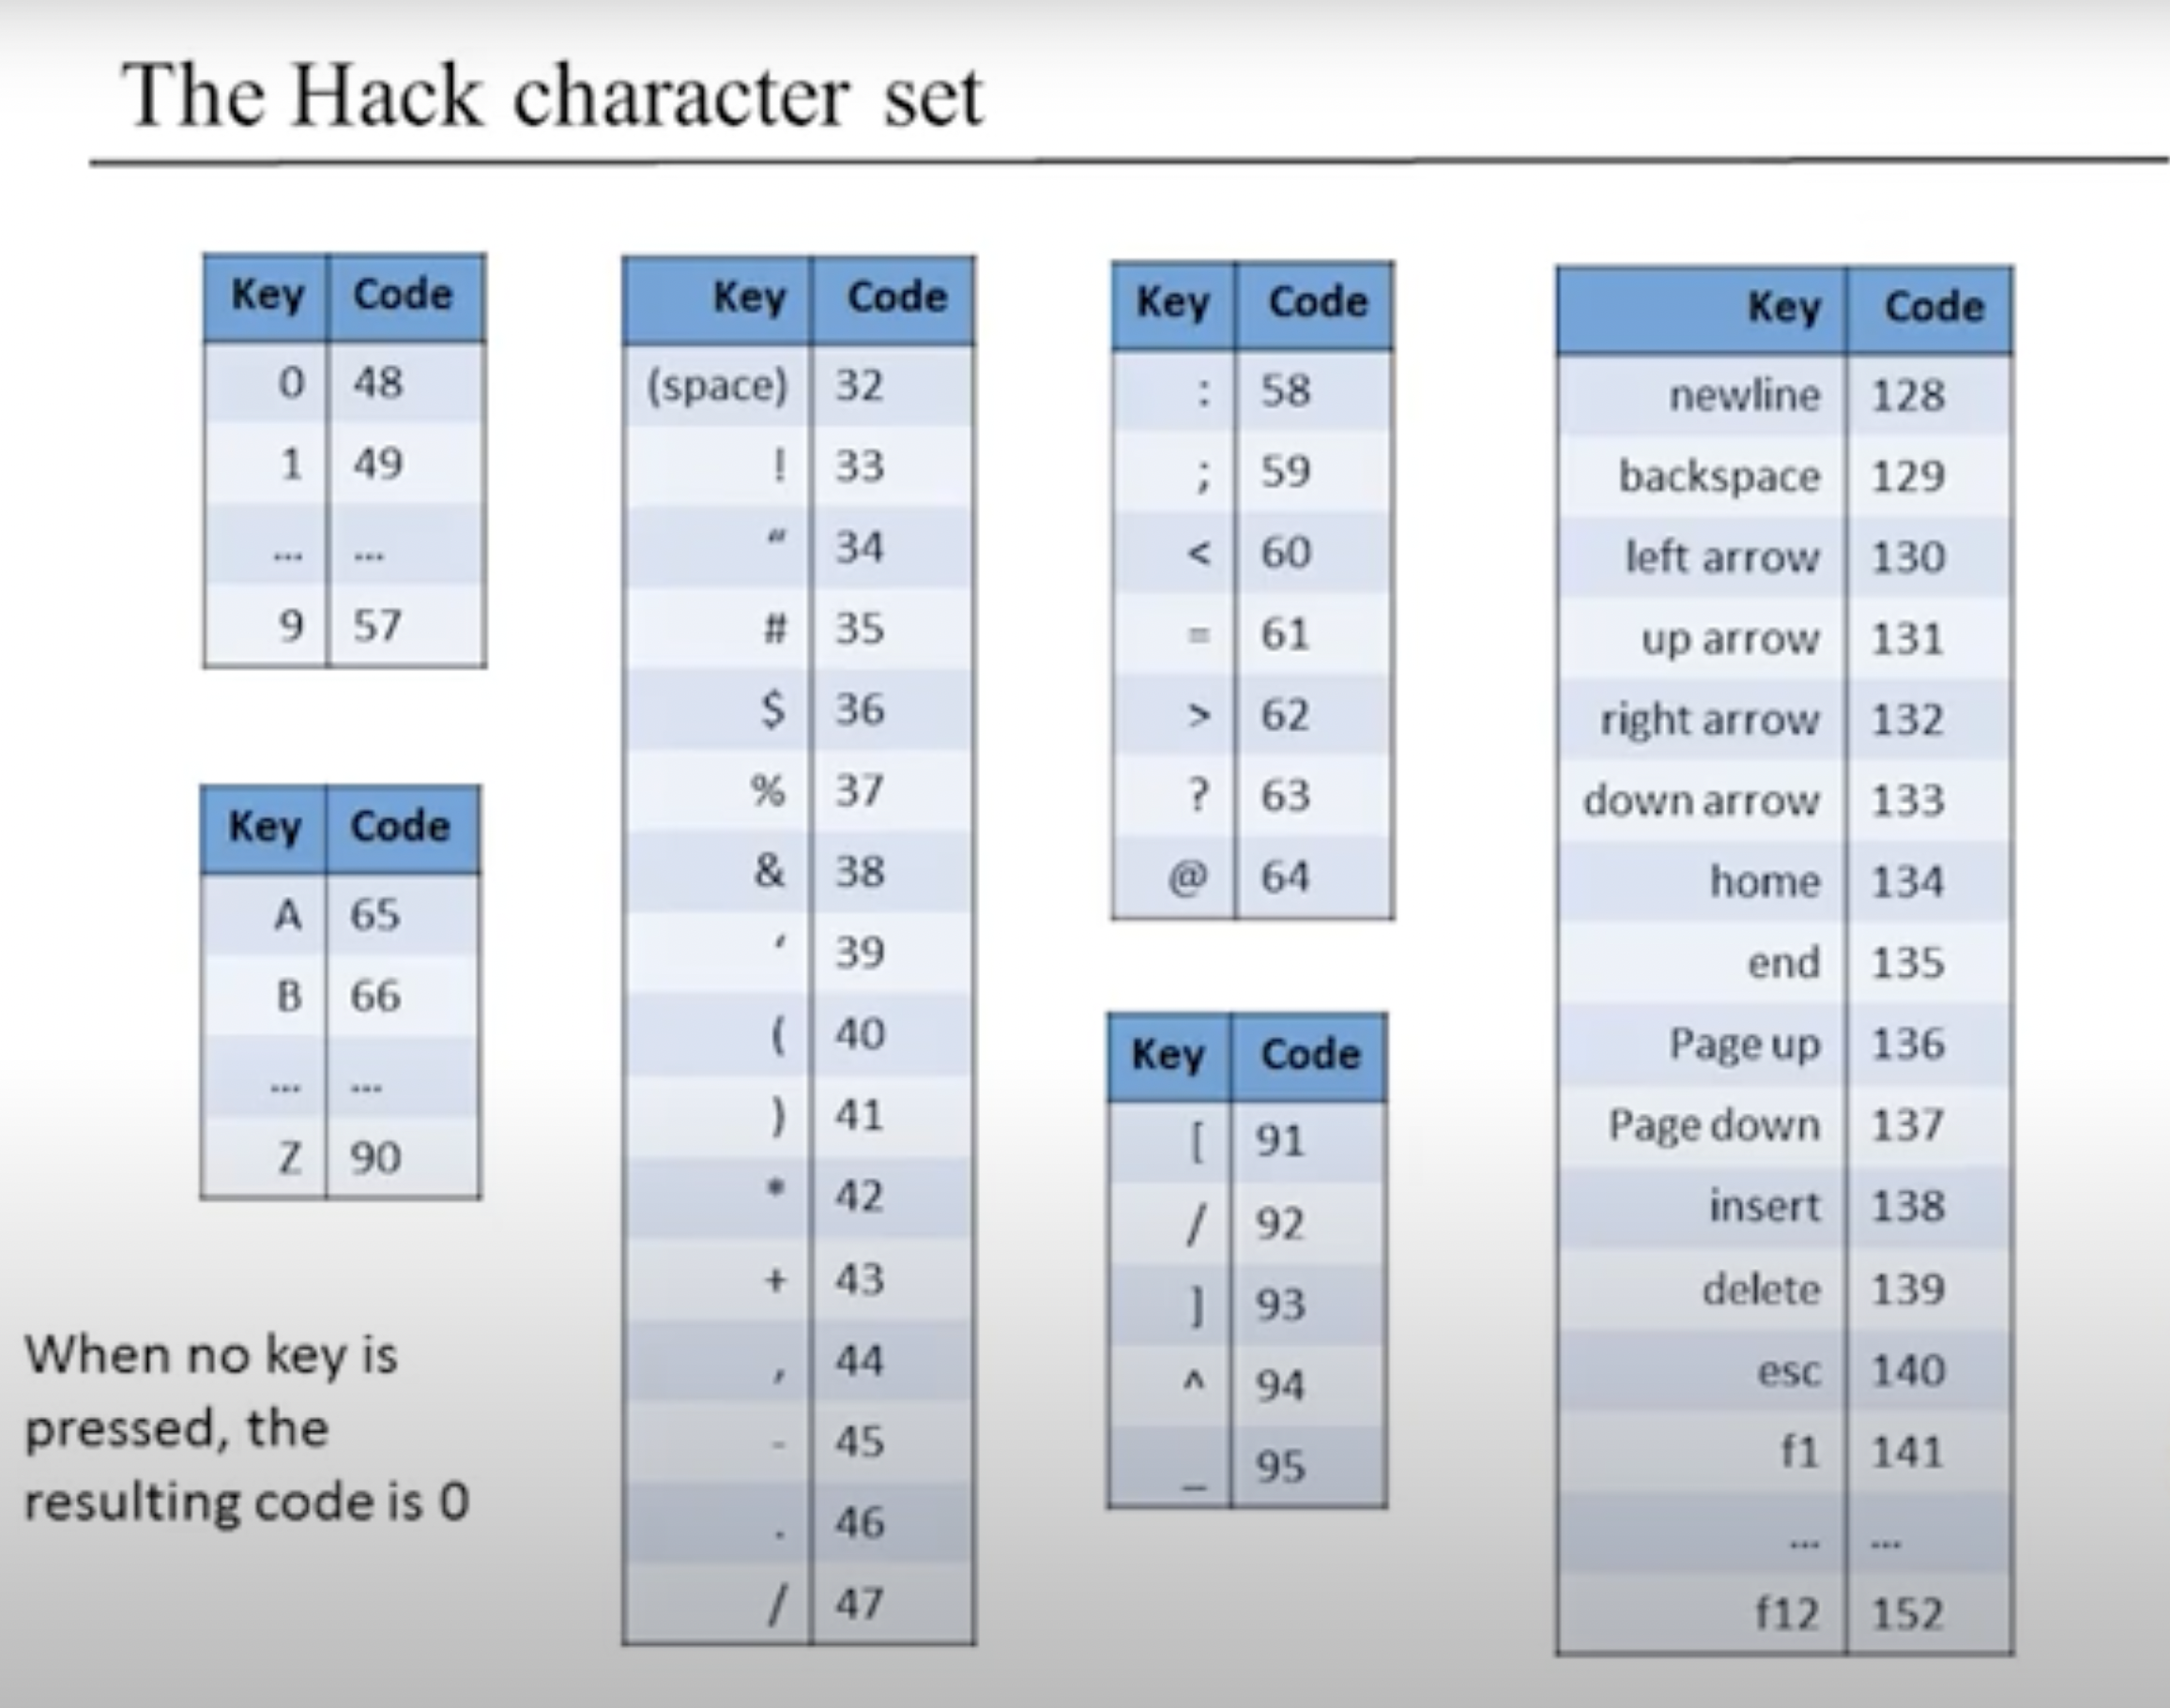 The Hack character set
Key Code
0 48
1 49
... ...
9 57
Key Code
A 65
B 66
... ...
Z 90
When no key is
pressed, the
resulting code is 0
Key Code
(space) 32
! 33
“ 34
# 35
$ 36
% 37
& 38
‘ 39
( 40
) 41
* 42
+ 43
, 44
- 45
. 46
/ 47
Key Code
: 58
; 59
< 60
= 61
> 62
? 63
@ 64
Key Code
[ 91
/ 92
] 93
^ 94
_ 95
Key Code
newline 128
backspace 129
left arrow 130
up arrow 131
right arrow 132
down arrow 133
home 134
end 135
Page up 136
Page down 137
insert 138
delete 139
esc 140
f1 141
... ...
f12 152